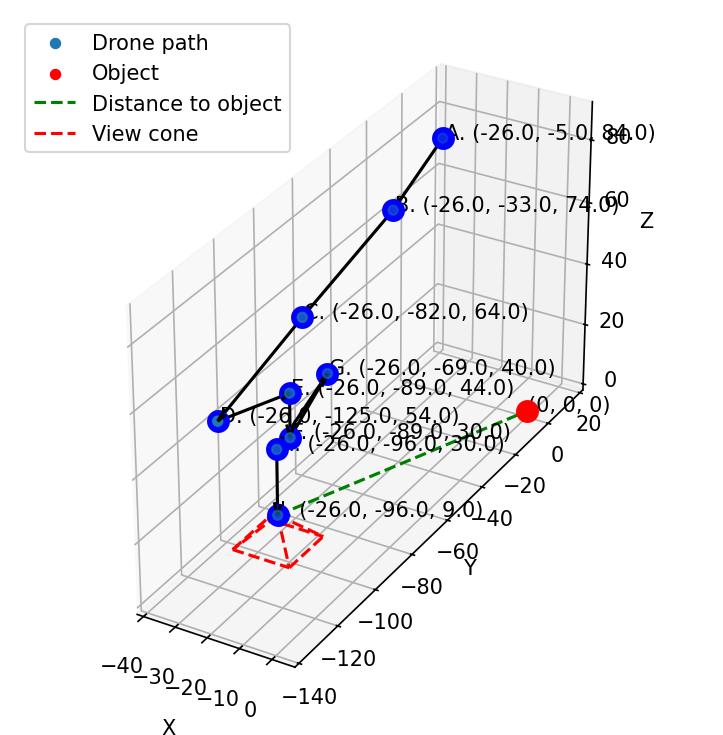 Drone path
Object
Distance to object
View cone
A. (-26.0, -5.0, 84.0)
B. (-26.0, -33.0, 74.0)
C. (-26.0, -82.0, 64.0)
G. (-26.0, -69.0, 40.0)
E. (-26.0, -89.0, 44.0)
D. (-26.0, -125.0, 54.0)
(-26.0, -89.0, 30.0)
(-26.0, -96.0, 30.0)
(-26.0, -96.0, 9.0)
(0, 0, 0)
80
60
40
20
0
Z
20
0
−20
−40
−60
−80
−100
−120
−140
Y
−40
−30
−20
−10
0
X